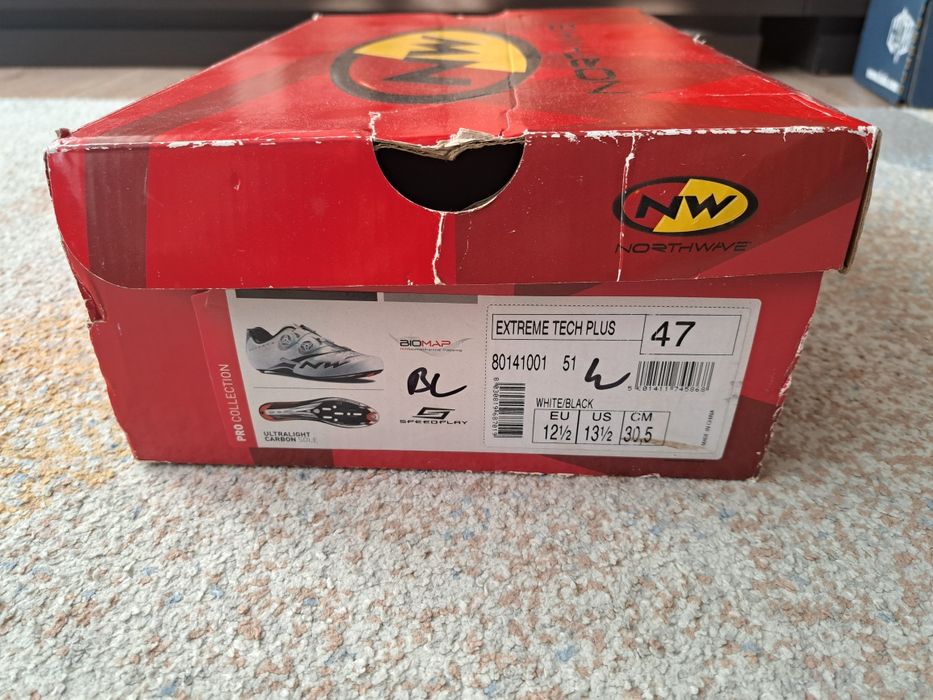 NW
NORTHWAVE
NW
NORTHWAVE
PRO COLLECTION
BIOMAP
ULTRALIGHT
CARBON SOLE
BL
SPEEDPLAY
EXTREME TECH PLUS
47
80141001 51
WHITE/BLACK
EU US CM
12½ 13½ 30,5
MADE IN CHINA